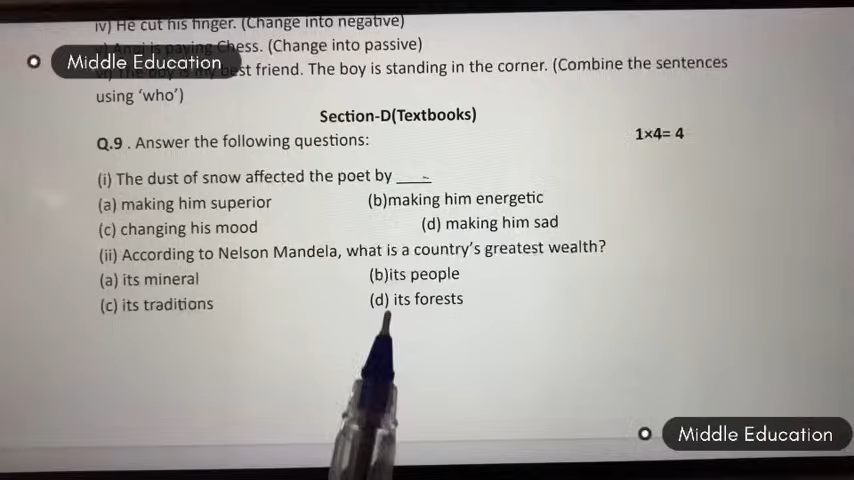 iv) He cut his finger. (Change into negative)
Chess. (Change into passive)
Middle Education
best friend. The boy is standing in the corner. (Combine the sentences
using ‘who’)
Section-D(Textbooks)
Q.9 . Answer the following questions:
1×4= 4
(i) The dust of snow affected the poet by ____
(a) making him superior
(b)making him energetic
(c) changing his mood
(d) making him sad
(ii) According to Nelson Mandela, what is a country’s greatest wealth?
(a) its mineral
(b)its people
(c) its traditions
(d) its forests
Middle Education